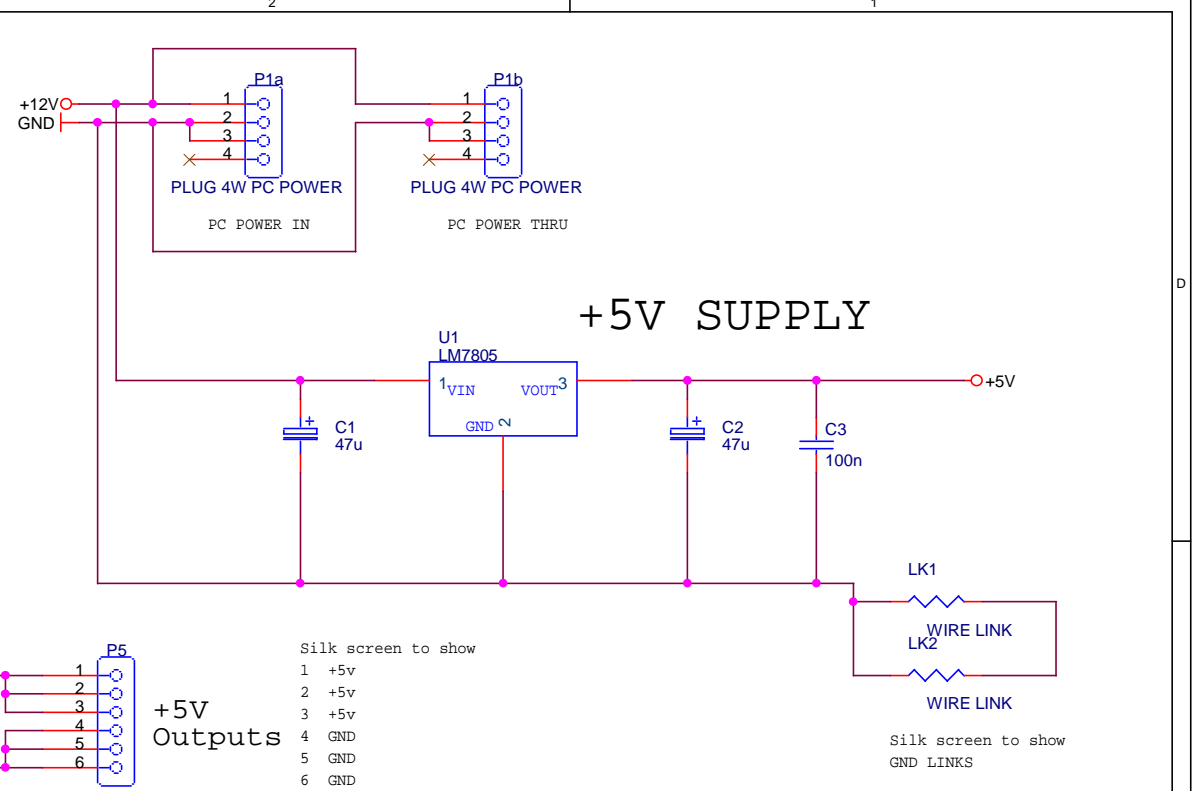 2
1
P1a
P1b
+12V
GND
1
2
3
4
1
2
3
4
PLUG 4W PC POWER
PLUG 4W PC POWER
PC POWER IN
PC POWER THRU
D
+5V SUPPLY
U1
LM7805
1
VIN
VOUT
3
GND
2
+5V
C1
47u
C2
47u
C3
100n
LK1
WIRE LINK
LK2
WIRE LINK
Silk screen to show
GND LINKS
P5
1
2
3
4
5
6
+5V
Outputs
Silk screen to show
1 +5v
2 +5v
3 +5v
4 GND
5 GND
6 GND